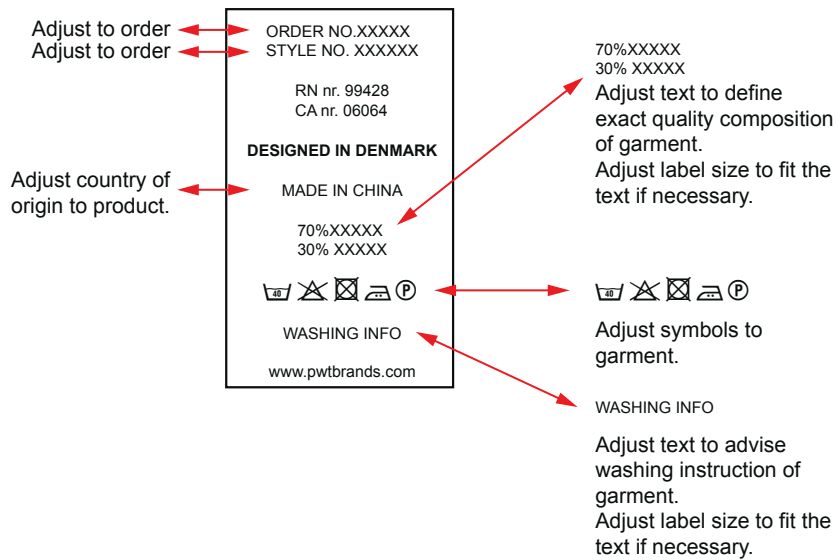 Adjust to order
Adjust to order
Adjust country of
origin to product.
ORDER NO.XXXXX
STYLE NO. XXXXXX
RN nr. 99428
CA nr. 06064
DESIGNED IN DENMARK
MADE IN CHINA
70%XXXXX
30% XXXXX
40
P
WASHING INFO
www.pwtbrands.com
70%XXXXX
30% XXXXX
Adjust text to define
exact quality composition
of garment.
Adjust label size to fit the
text if necessary.
40
P
Adjust symbols to
garment.
WASHING INFO
Adjust text to advise
washing instruction of
garment.
Adjust label size to fit the
text if necessary.